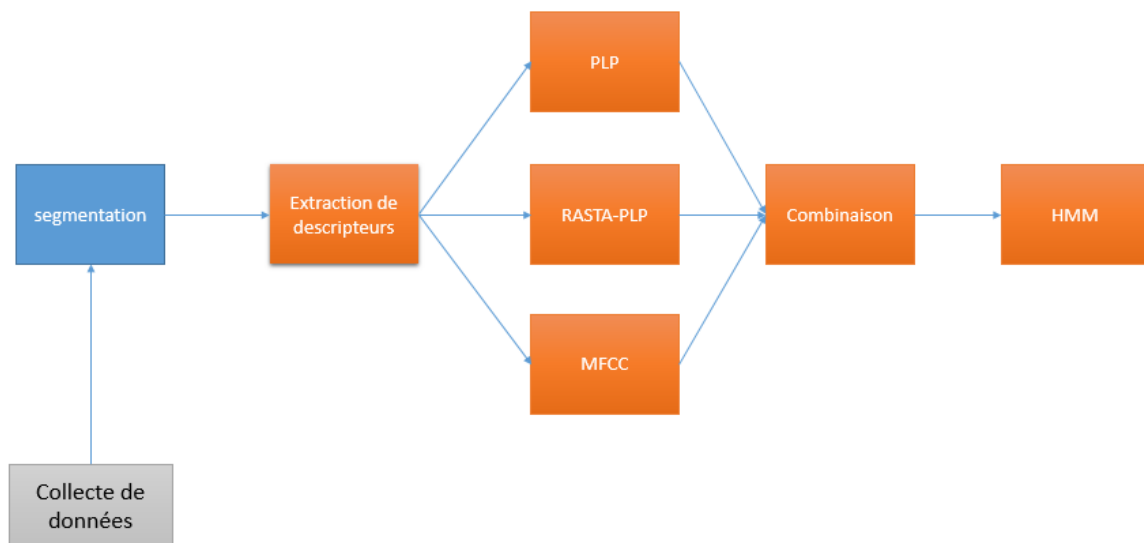 PLP
segmentation
Extraction de
descripteurs
RASTA-PLP
Combinaison
HMM
MFCC
Collecte de
données